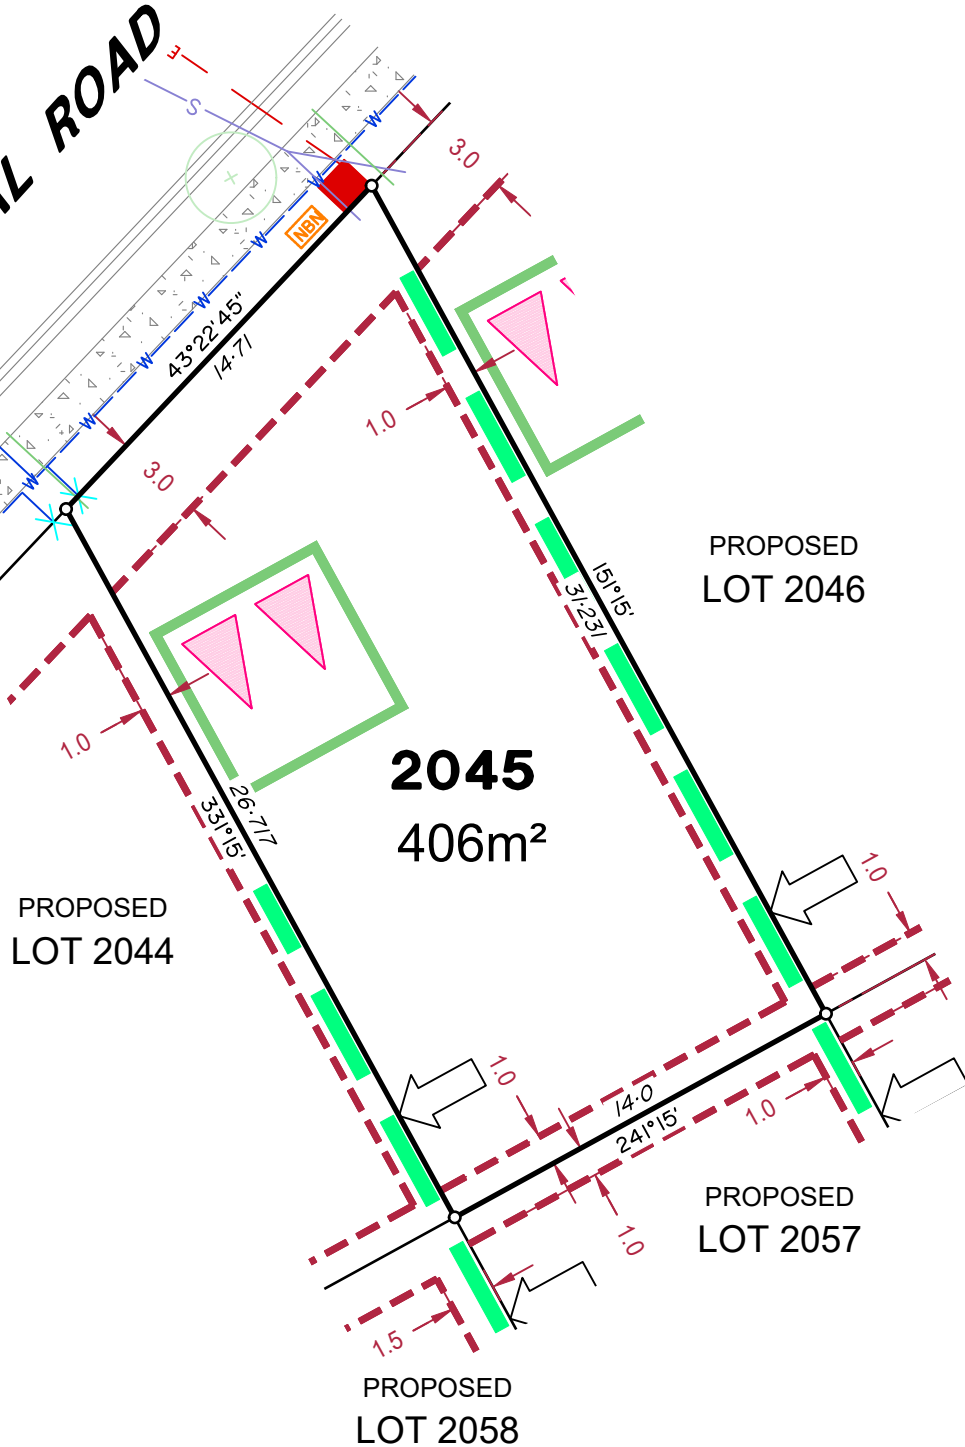 L ROAD
E
S
W
W
W
W
W
W
W
NBN
3.0
43°22'45"
14·71
3.0
1.0
151°15'
31·231
PROPOSED
LOT 2046
1.0
26·717
331°15'
2045
406m²
PROPOSED
LOT 2044
1.0
1.0
14·0
241°15'
1.0
1.0
PROPOSED
LOT 2057
1.5
PROPOSED
LOT 2058